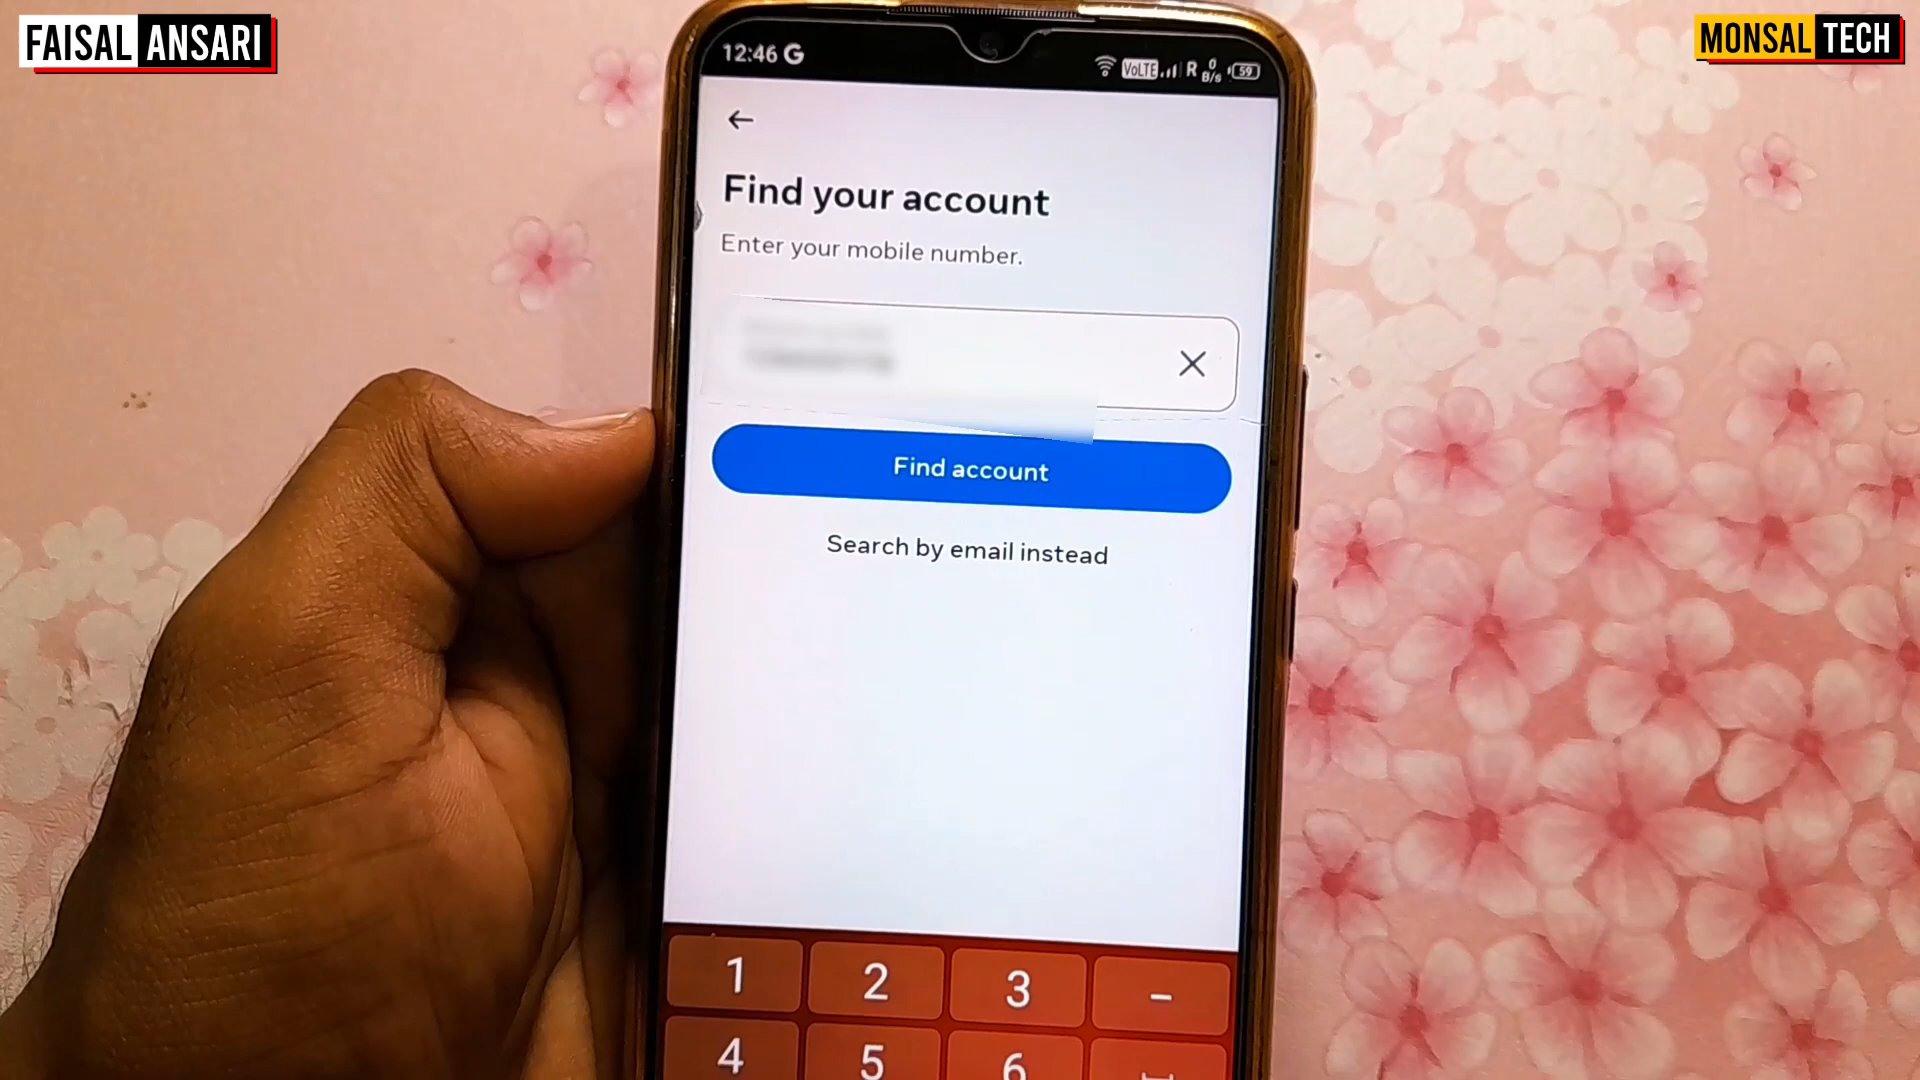 FAISAL ANSARI
MONSAL TECH
12:46 G
VoLTE R 0 B/s 59
Find your account
Enter your mobile number.
Find account
Search by email instead
1 2 3 -
4 5 6